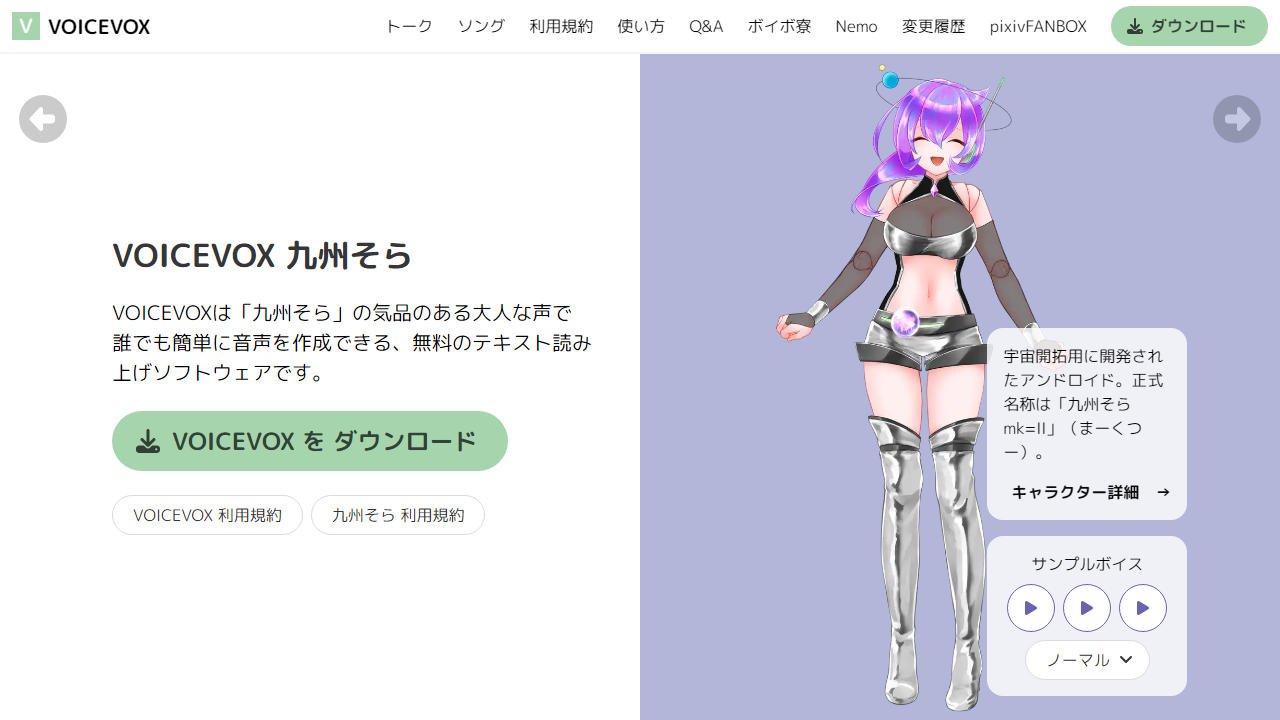 V VOICEVOX
トーク ソング 利用規約 使い方 Q&A ボイボ寮 Nemo 変更履歴 pixivFANBOX ダウンロード
VOICEVOX 九州そら
VOICEVOXは「九州そら」の気品のある大人な声で
誰でも簡単に音声を作成できる、無料のテキスト読み
上げソフトウェアです。
VOICEVOX を ダウンロード
VOICEVOX 利用規約 九州そら 利用規約
宇宙開拓用に開発され
たアンドロイド。正式
名称は「九州そら
mk=II」（まーくつ
ー）。
キャラクター詳細 →
サンプルボイス
ノーマル